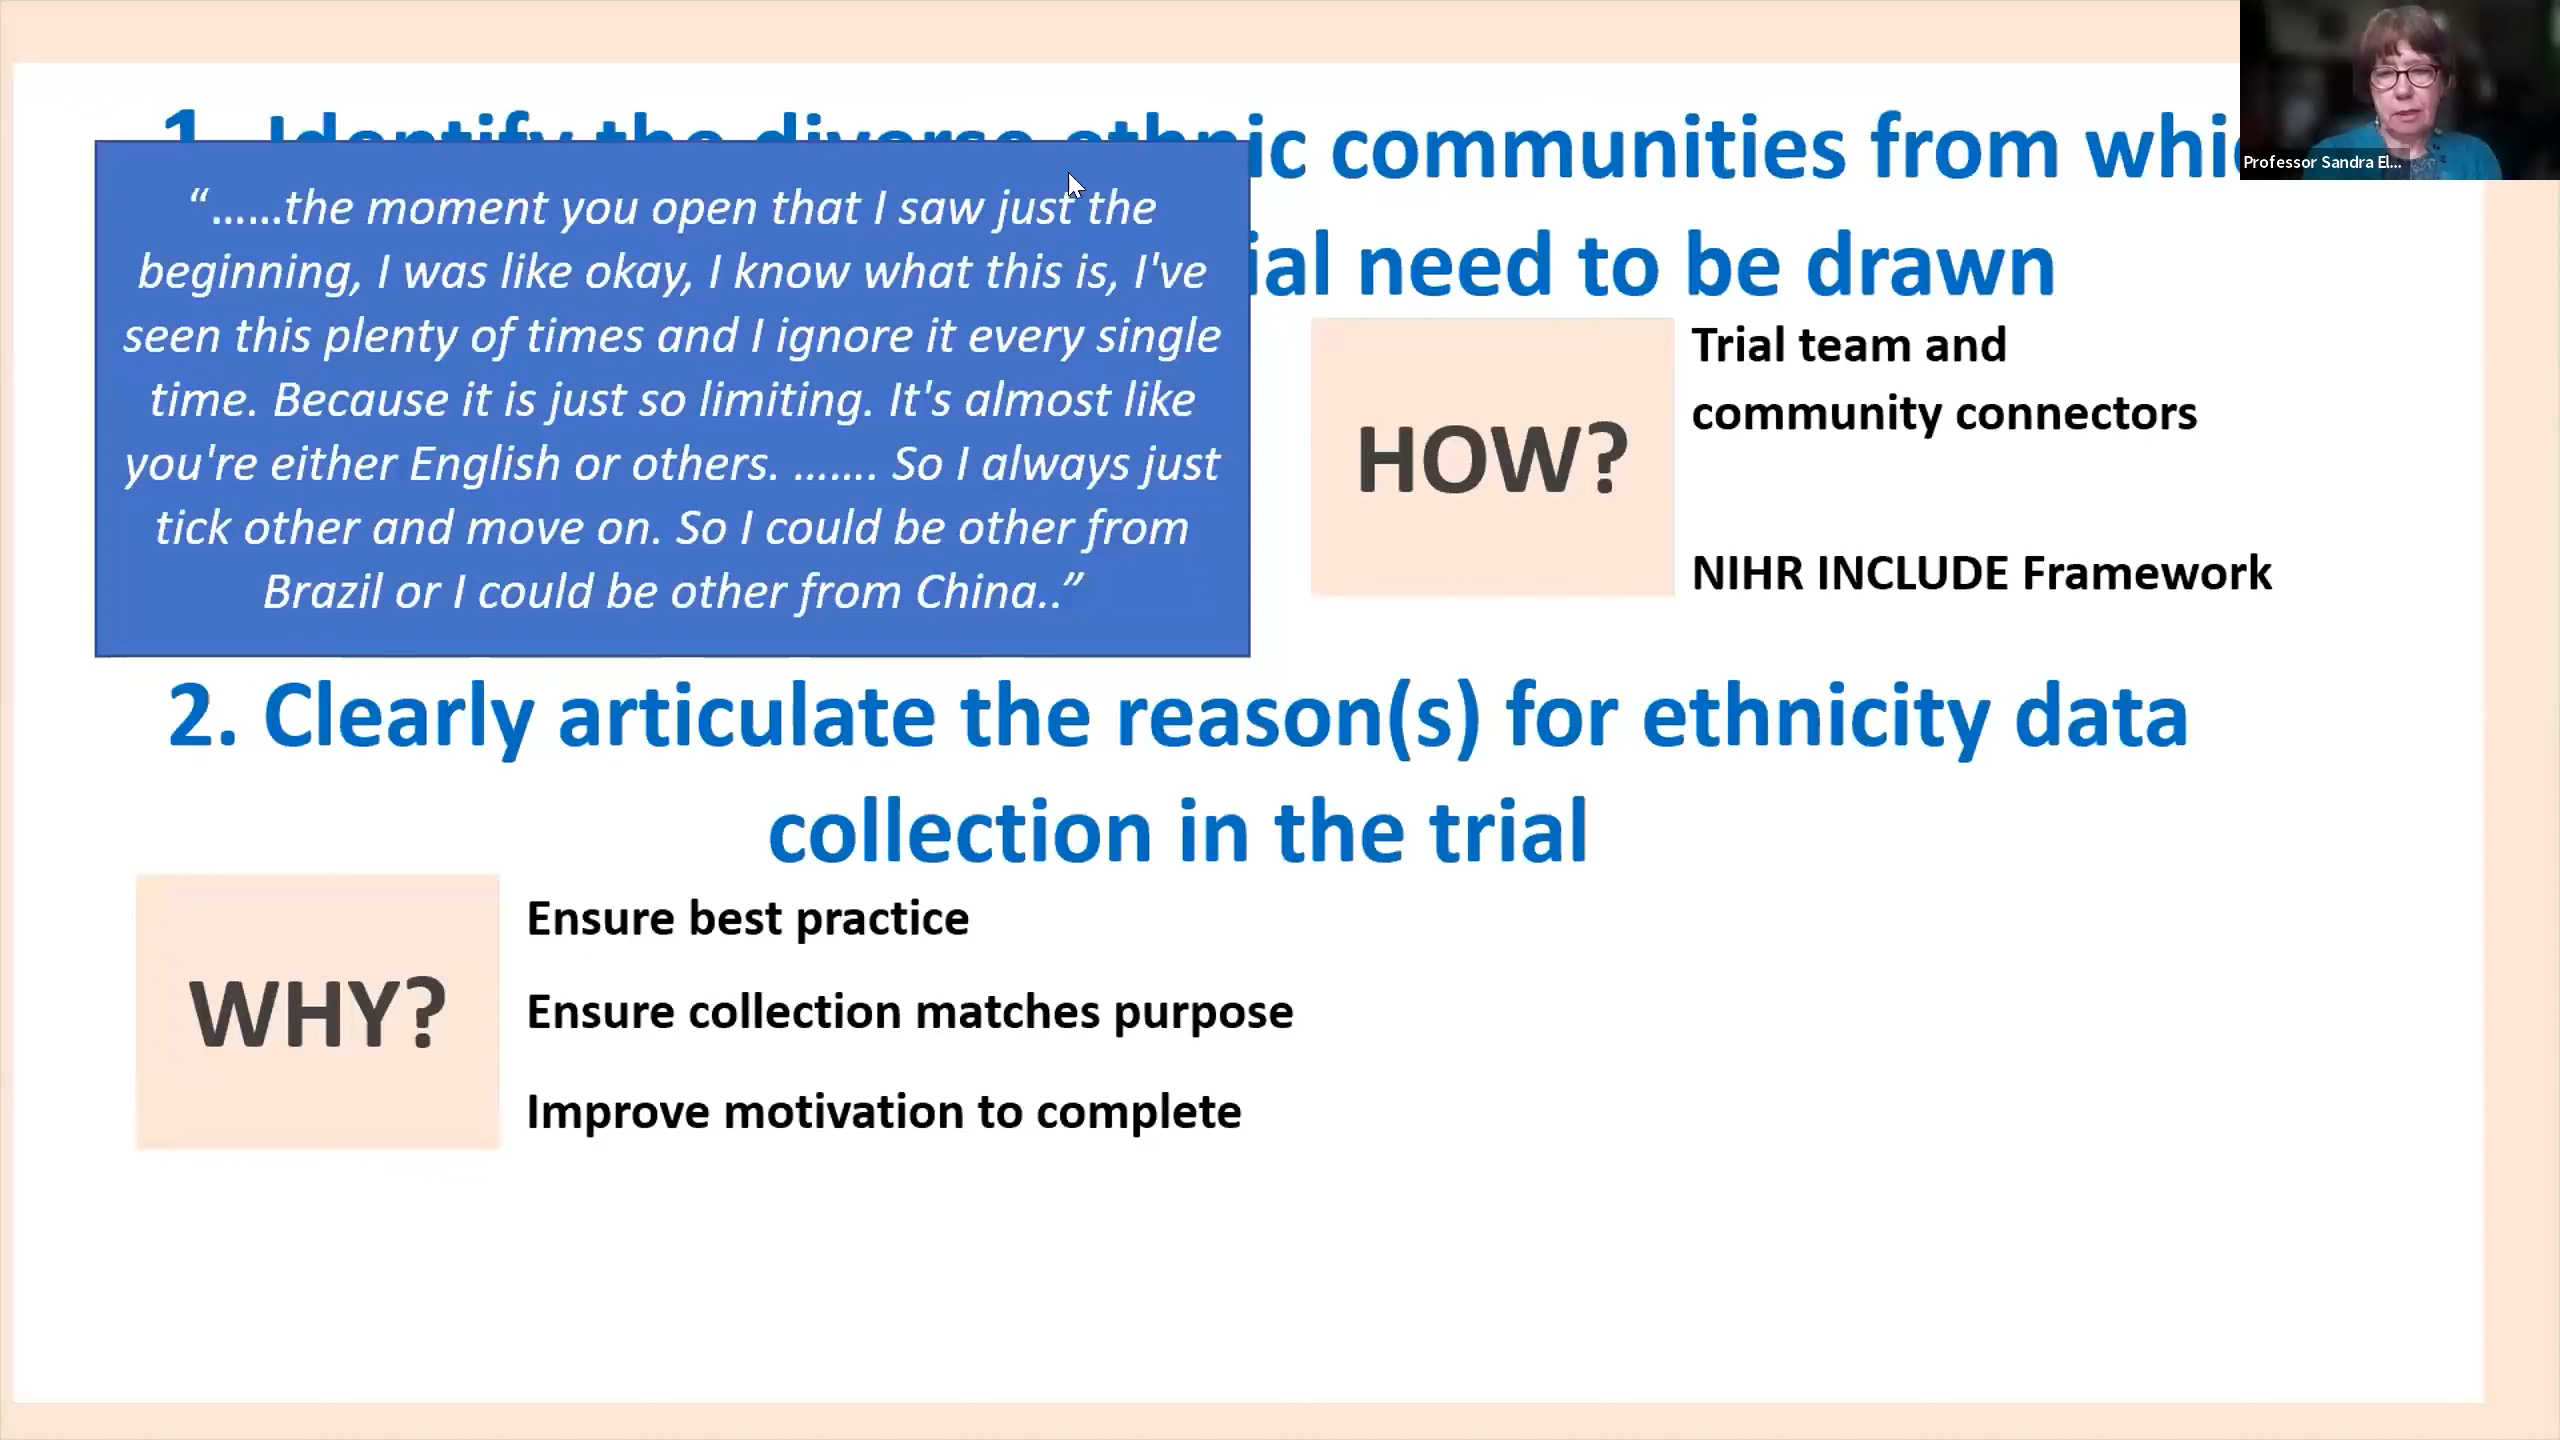 1. Identify the diverse ethnic communities from whi
ial need to be drawn
“......the moment you open that I saw just the
beginning, I was like okay, I know what this is, I've
seen this plenty of times and I ignore it every single
time. Because it is just so limiting. It's almost like
you're either English or others. ....... So I always just
tick other and move on. So I could be other from
Brazil or I could be other from China..”
HOW?
Trial team and
community connectors
NIHR INCLUDE Framework
2. Clearly articulate the reason(s) for ethnicity data
collection in the trial
WHY?
Ensure best practice
Ensure collection matches purpose
Improve motivation to complete
Professor Sandra El...